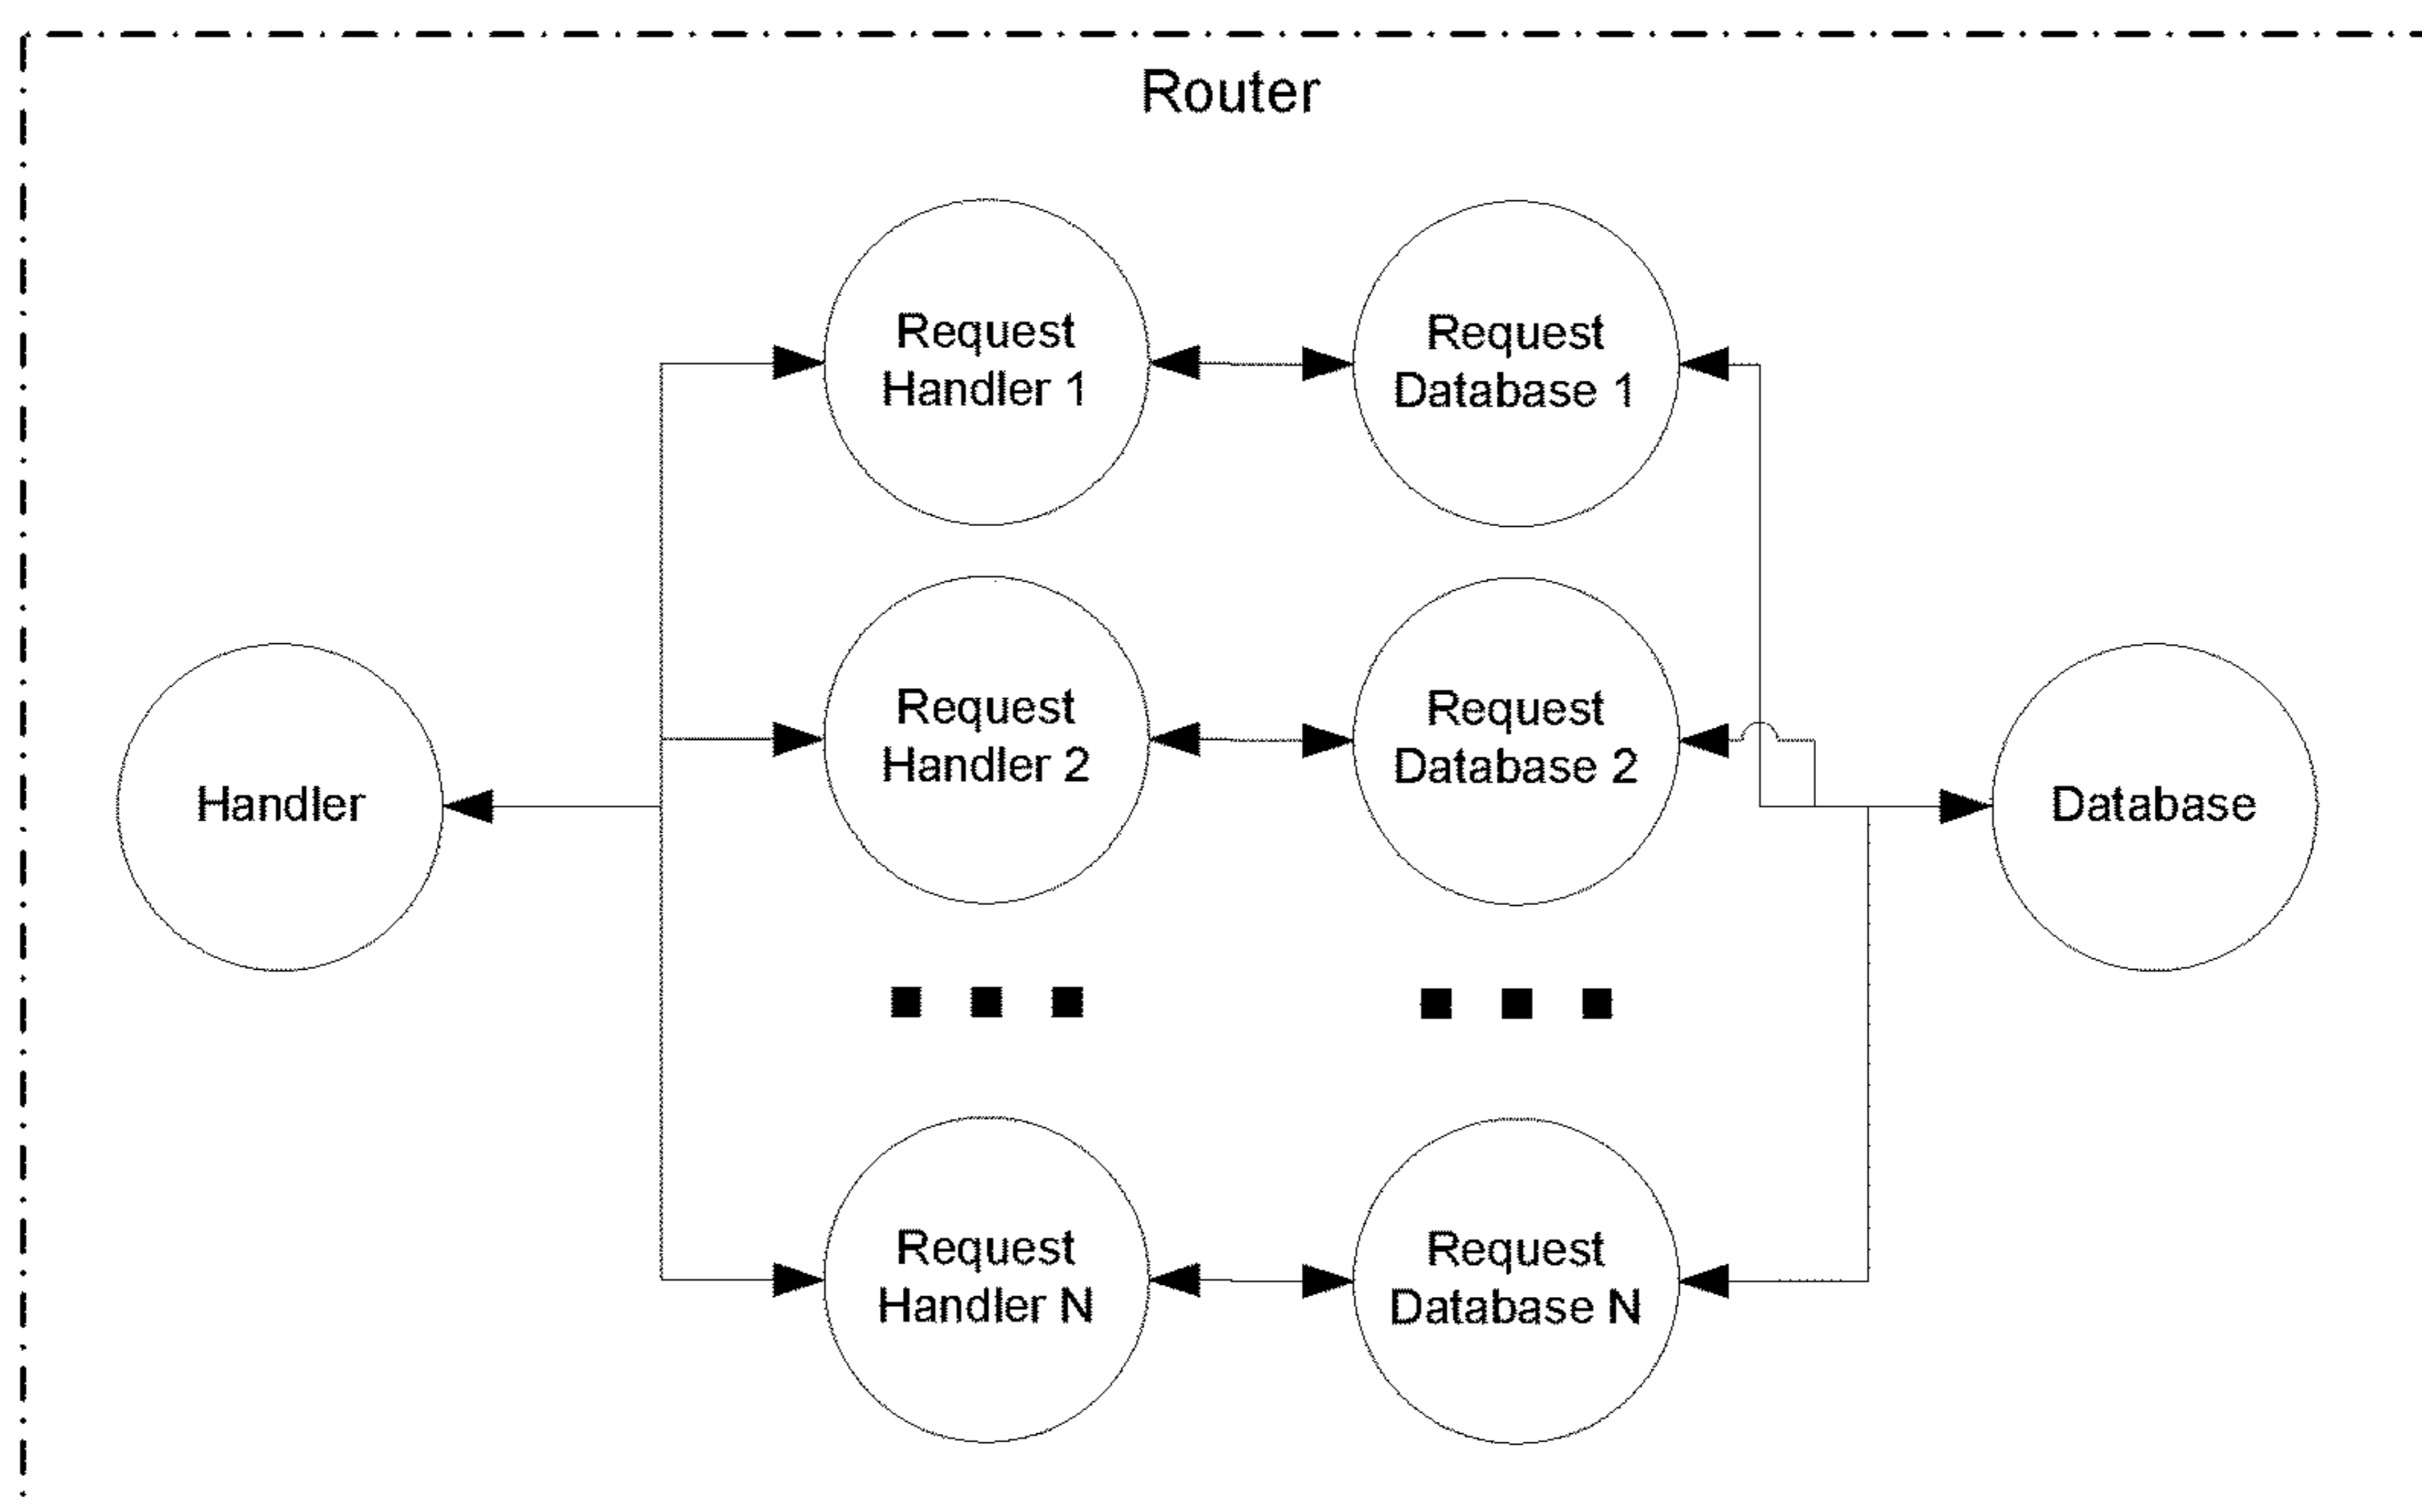 Router
Request
Handler 1
Request
Database 1
Request
Handler 2
Request
Database 2
Handler
Database
Request
Handler N
Request
Database N